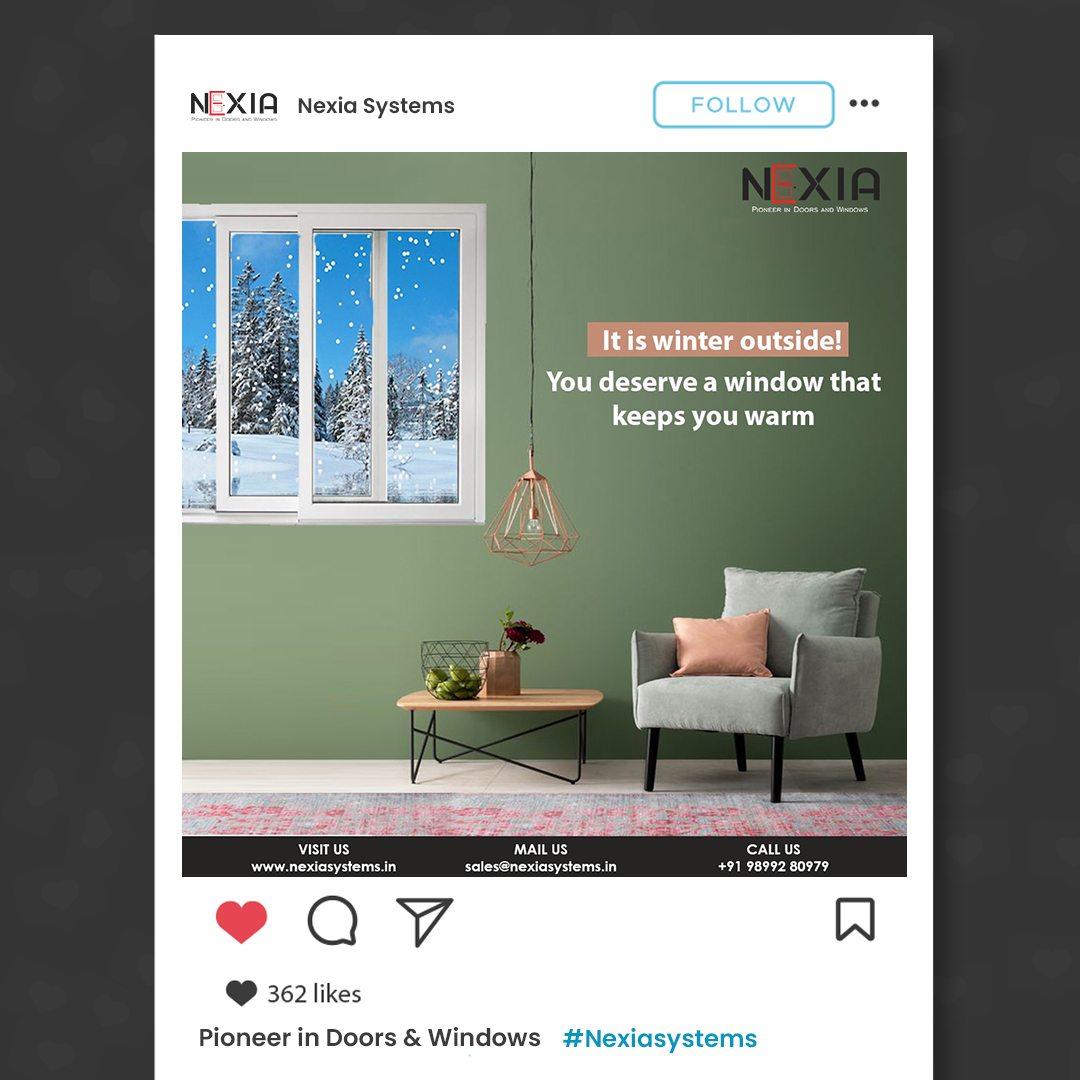 NEXIA
Pioneer in Doors and Windows
Nexia Systems
FOLLOW
NEXIA
Pioneer in Doors and Windows
It is winter outside!
You deserve a window that
keeps you warm
VISIT US
www.nexiasystems.in
MAIL US
sales@nexiasystems.in
CALL US
+91 98992 80979
362 likes
Pioneer in Doors & Windows #Nexiasystems